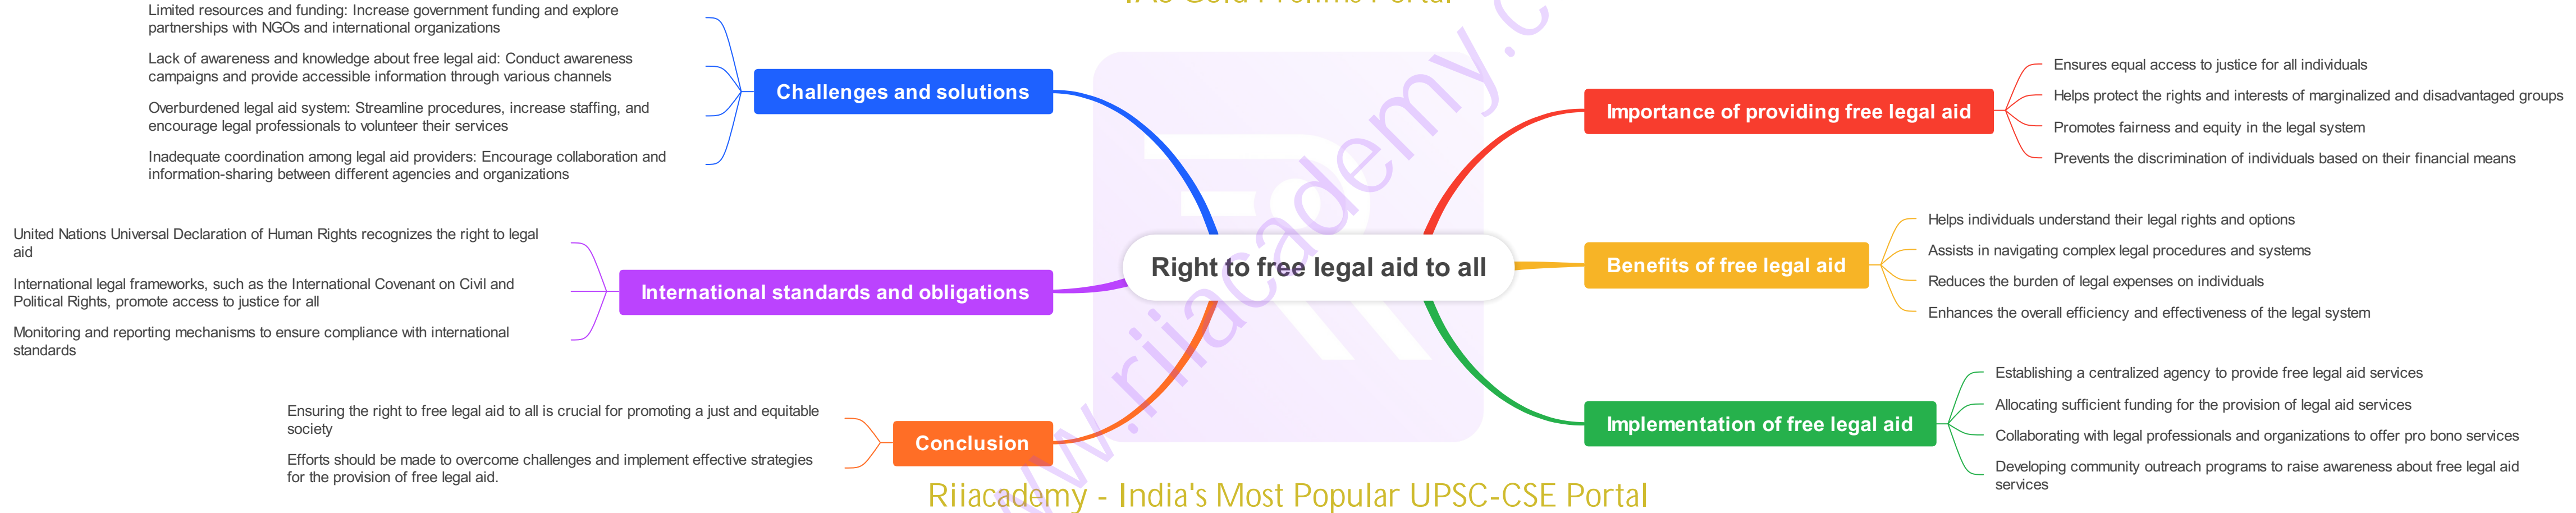 Limited resources and funding: Increase government funding and explore
partnerships with NGOs and international organizations
Lack of awareness and knowledge about free legal aid: Conduct awareness
campaigns and provide accessible information through various channels
Overburdened legal aid system: Streamline procedures, increase staffing, and
encourage legal professionals to volunteer their services
Inadequate coordination among legal aid providers: Encourage collaboration and
information-sharing between different agencies and organizations
Challenges and solutions
United Nations Universal Declaration of Human Rights recognizes the right to legal
aid
International legal frameworks, such as the International Covenant on Civil and
Political Rights, promote access to justice for all
Monitoring and reporting mechanisms to ensure compliance with international
standards
International standards and obligations
Ensuring the right to free legal aid to all is crucial for promoting a just and equitable
society
Efforts should be made to overcome challenges and implement effective strategies
for the provision of free legal aid.
Conclusion
Right to free legal aid to all
Importance of providing free legal aid
Ensures equal access to justice for all individuals
Helps protect the rights and interests of marginalized and disadvantaged groups
Promotes fairness and equity in the legal system
Prevents the discrimination of individuals based on their financial means
Benefits of free legal aid
Helps individuals understand their legal rights and options
Assists in navigating complex legal procedures and systems
Reduces the burden of legal expenses on individuals
Enhances the overall efficiency and effectiveness of the legal system
Implementation of free legal aid
Establishing a centralized agency to provide free legal aid services
Allocating sufficient funding for the provision of legal aid services
Collaborating with legal professionals and organizations to offer pro bono services
Developing community outreach programs to raise awareness about free legal aid
services
w.riiacademy.c
Riiacademy - India's Most Popular UPSC-CSE Portal